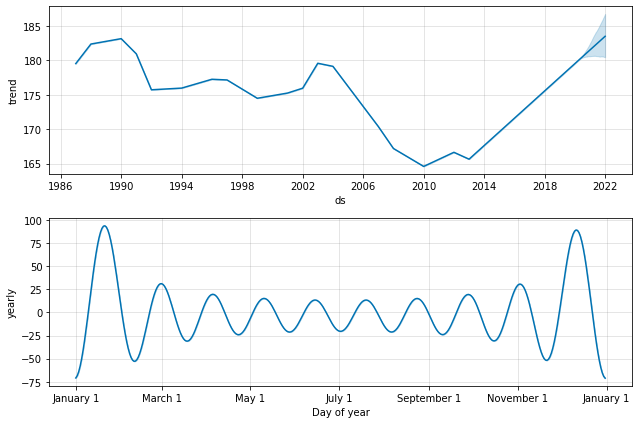 185
180
175
170
165
trend
1986 1990 1994 1998 2002 2006 2010 2014 2018 2022
ds
100
75
50
25
0
−25
−50
−75
yearly
January 1 March 1 May 1 July 1 September 1 November 1 January 1
Day of year